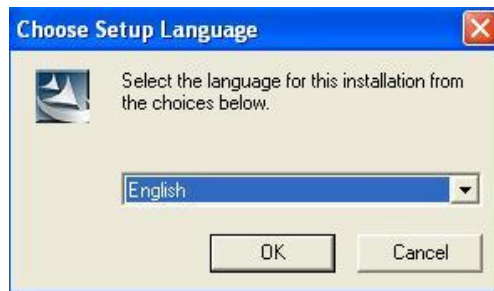 Choose Setup Language
Select the language for this installation from
the choices below.
English
OK
Cancel